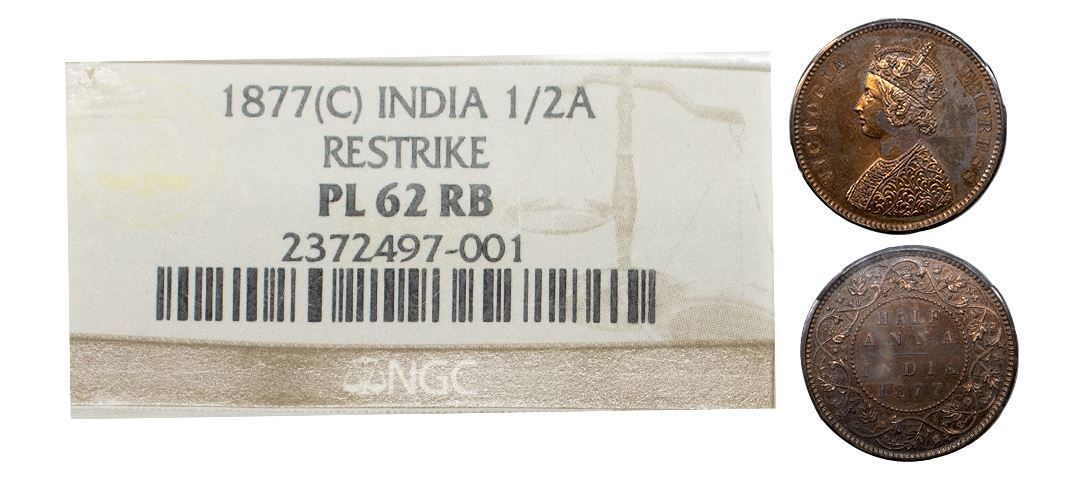 1877(C) INDIA 1/2A
RESTRIKE
PL 62 RB
2372497-001
NGC
VICTORIA EMPRESS
HALF
ANNA
INDIA
1877